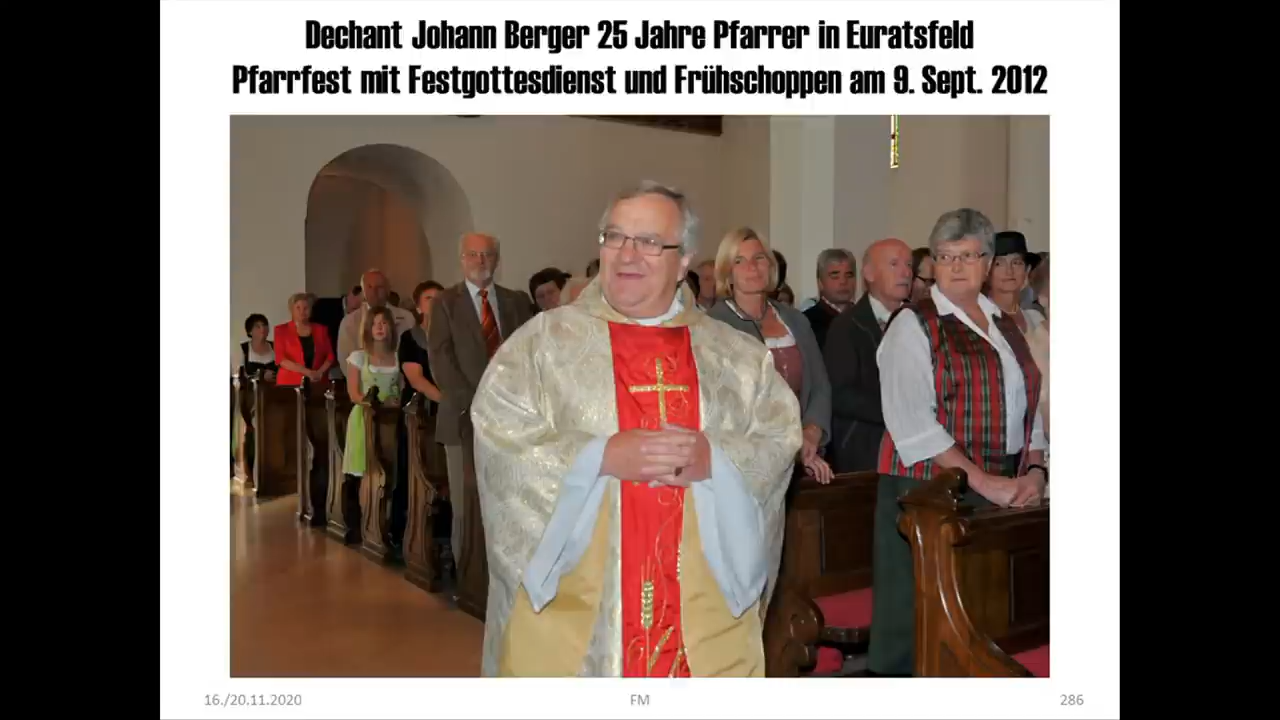 Dechant Johann Berger 25 Jahre Pfarrer in Euratsfeld
Pfarrfest mit Festgottesdienst und Frühschoppen am 9. Sept. 2012
16./20.11.2020
FM
286